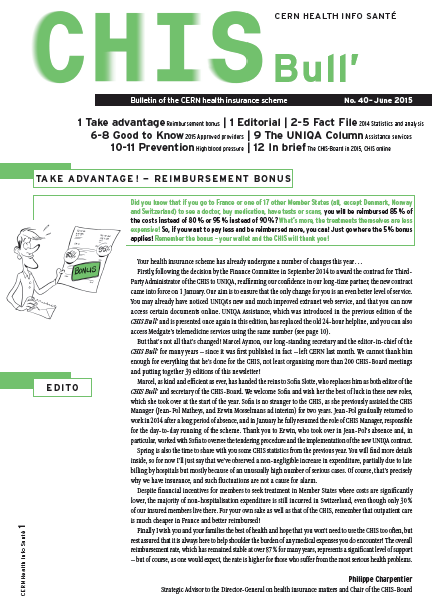 CERN HEALTH INFO SANTÉ
CHIS
Bull'
Bulletin of the CERN health insurance scheme No. 40– June 2015
1 Take advantage Reimbursement bonus | 1 Editorial | 2-5 Fact File 2014 Statistics and analysis
6-8 Good to Know 2015 Approved providers | 9 The UNIQA Column Assistance services
10-11 Prevention High blood pressure | 12 In brief The CHIS-Board in 2015, CHIS online
TAKE ADVANTAGE! – REIMBURSEMENT BONUS
Did you know that if you go to France or one of 17 other Member States (all, except Denmark, Norway
and Switzerland) to see a doctor, buy medication, have tests or scans, you will be reimbursed 85 % of
the costs instead of 80 % or 95 % instead of 90%? What's more, the treatments themselves are less
expensive! So, if you want to pay less and be reimbursed more, you can! Just go where the 5% bonus
applies! Remember the bonus – your wallet and the CHIS will thank you!
85%
BONUS
EDITO
Your health insurance scheme has already undergone a number of changes this year…
Firstly, following the decision by the Finance Committee in September 2014 to award the contract for Third-
Party Administrator of the CHIS to UNIQA, reaffirming our confidence in our long-time partner, the new contract
came into force on 1 January. Our aim is to ensure that the only change for you is an even better level of service.
You may already have noticed UNIQA's new and much improved extranet web service, and that you can now
access certain documents online. UNIQA Assistance, which was introduced in the previous edition of the
CHIS Bull' and is presented once again in this edition, has replaced the old 24-hour helpline, and you can also
access Medgate's telemedicine services using the same number (see page 10).
But that's not all that's changed! Marcel Aymon, our long-standing secretary and the editor-in-chief of the
CHIS Bull' for many years – since it was first published in fact – left CERN last month. We cannot thank him
enough for everything that he's done for the CHIS, not least organising more than 200 CHIS-Board meetings
and putting together 39 editions of this newsletter!
Marcel, as kind and efficient as ever, has handed the reins to Sofia Slotte, who replaces him as both editor of the
CHIS Bull' and secretary of the CHIS-Board. We welcome Sofia and wish her the best of luck in these new roles,
which she took over at the start of the year. Sofia is no stranger to the CHIS, as she previously assisted the CHIS
Manager (Jean-Pol Matheys, and Erwin Mosselmans ad interim) for two years. Jean-Pol gradually returned to
work in 2014 after a long period of absence, and in January he fully resumed the role of CHIS Manager, responsible
for the day-to-day running of the scheme. Thank you to Erwin, who took over in Jean-Pol's absence and, in
particular, worked with Sofia to oversee the tendering procedure and the implementation of the new UNIQA contract.
Spring is also the time to share with you some CHIS statistics from the previous year. You will find more details
inside, so for now I'll just say that we've observed a non-negligible increase in expenditure, partially due to late
billing by hospitals but mostly because of an unusually high number of serious cases. Of course, that's precisely
why we have insurance, and such fluctuations are not a cause for alarm.
Despite financial incentives for members to seek treatment in Member States where costs are significantly
lower, the majority of non-hospitalisation expenditure is still incurred in Switzerland, even though only 30 %
of our insured members live there. For your own sake as well as that of the CHIS, remember that outpatient care
is much cheaper in France and better reimbursed!
Finally I wish you and your families the best of health and hope that you won't need to use the CHIS too often, but
rest assured that it is always here to help shoulder the burden of any medical expenses you do encounter! The overall
reimbursement rate, which has remained stable at over 87 % for many years, represents a significant level of support
– but of course, as one would expect, the rate is higher for those who suffer from the most serious health problems.
Philippe Charpentier
Strategic Advisor to the Director-General on health insurance matters and Chair of the CHIS-Board
CERN Health Info Santé 1